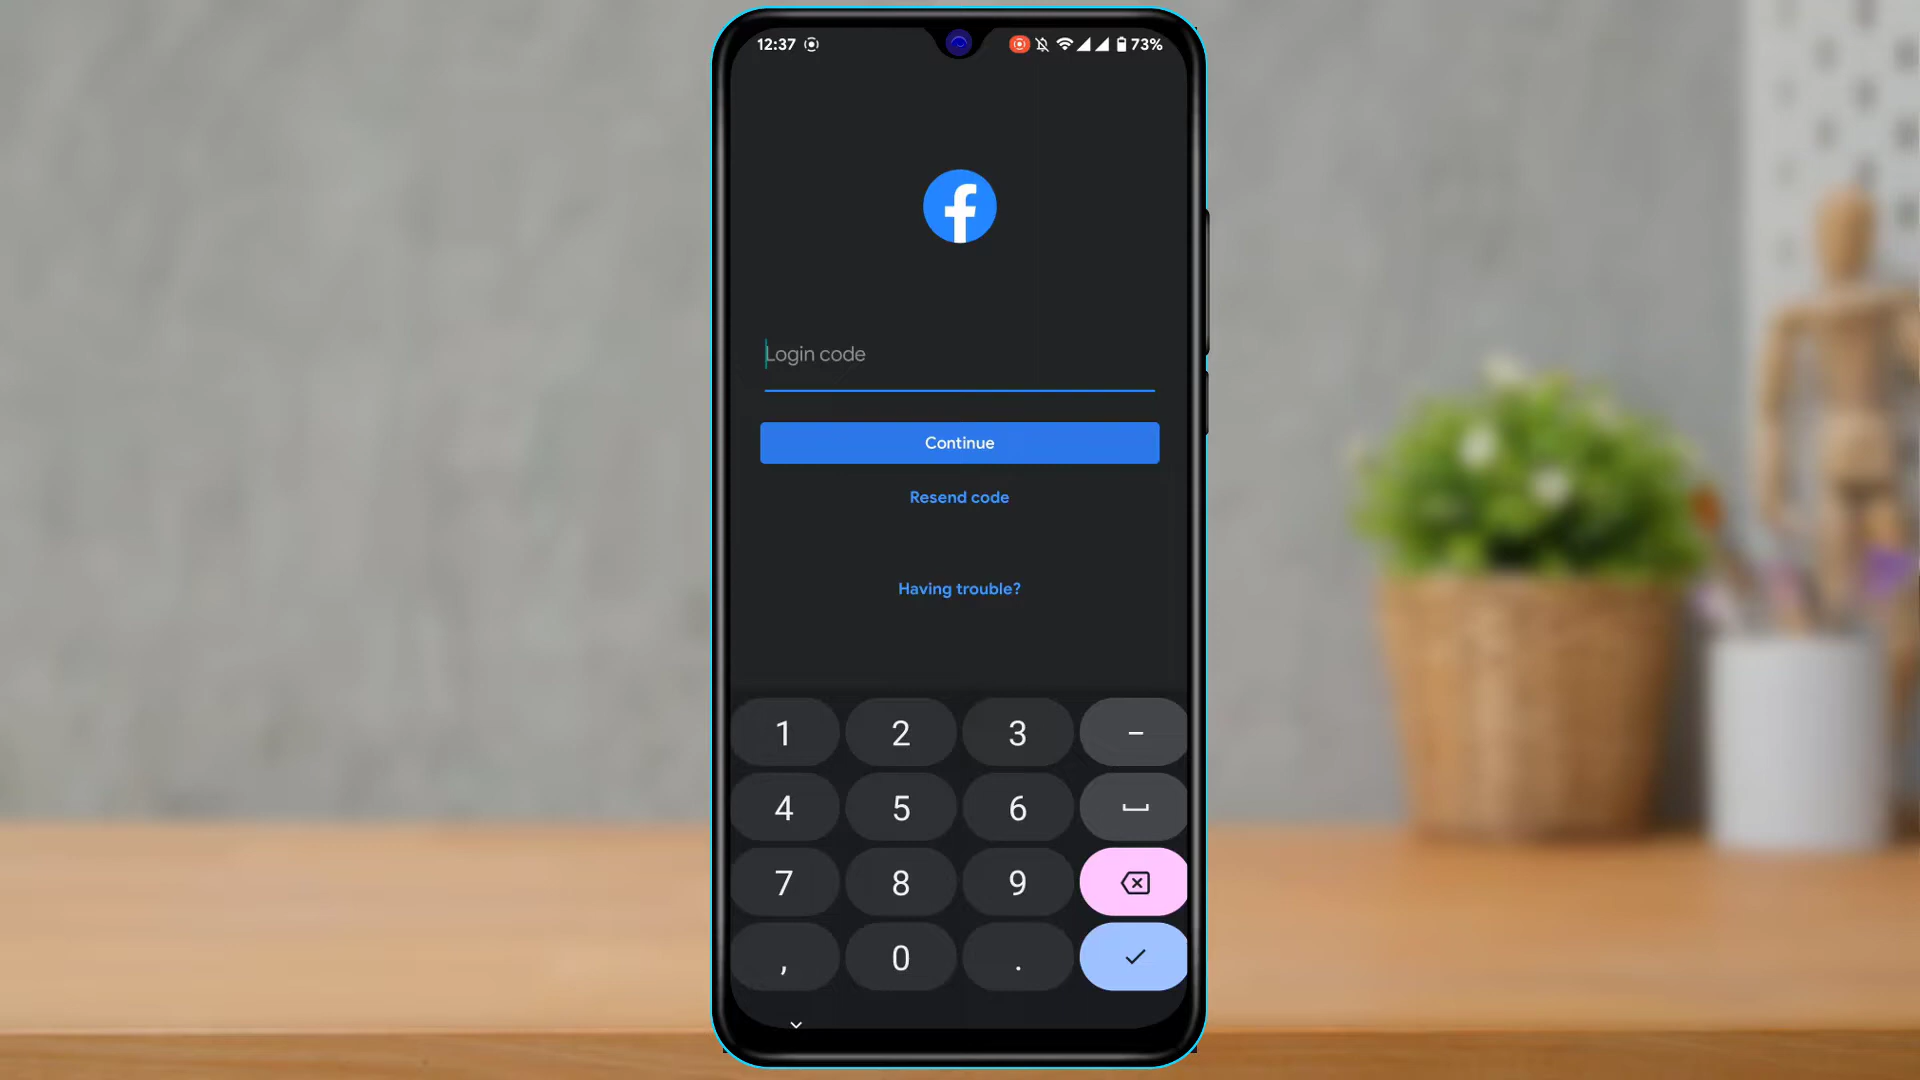 12:37 73%
Login code
Continue
Resend code
Having trouble?
1 2 3 -
4 5 6
7 8 9
, 0 .